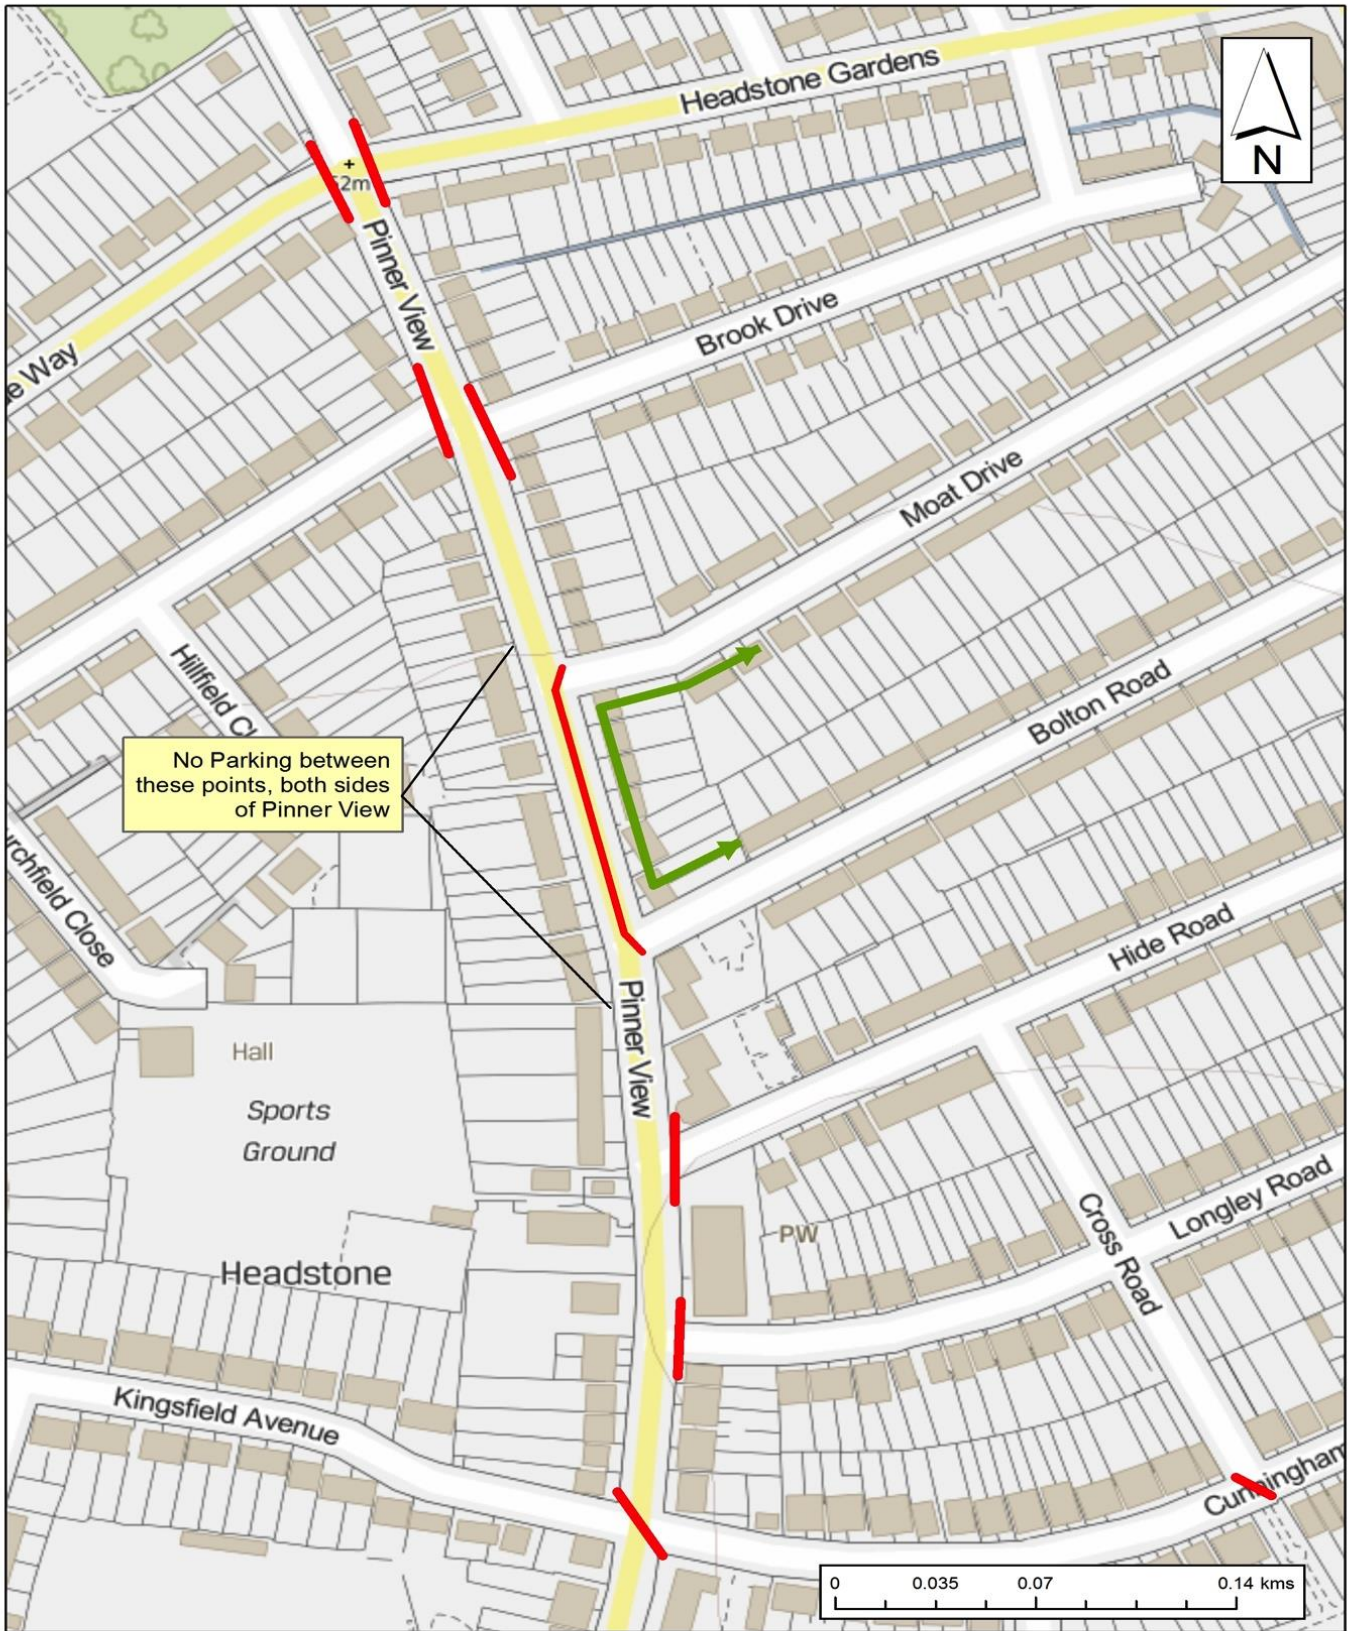 Headstone Gardens
N
52m
Pinner View
Brook Drive
e Way
Moat Drive
Hillfield Cl
Bolton Road
No Parking between
these points, both sides
of Pinner View
urchfield Close
Hide Road
Pinner View
Hall
Sports
Ground
Longley Road
Cross Road
PW
Headstone
Kingsfield Avenue
Cunningham
0 0.035 0.07 0.14 kms